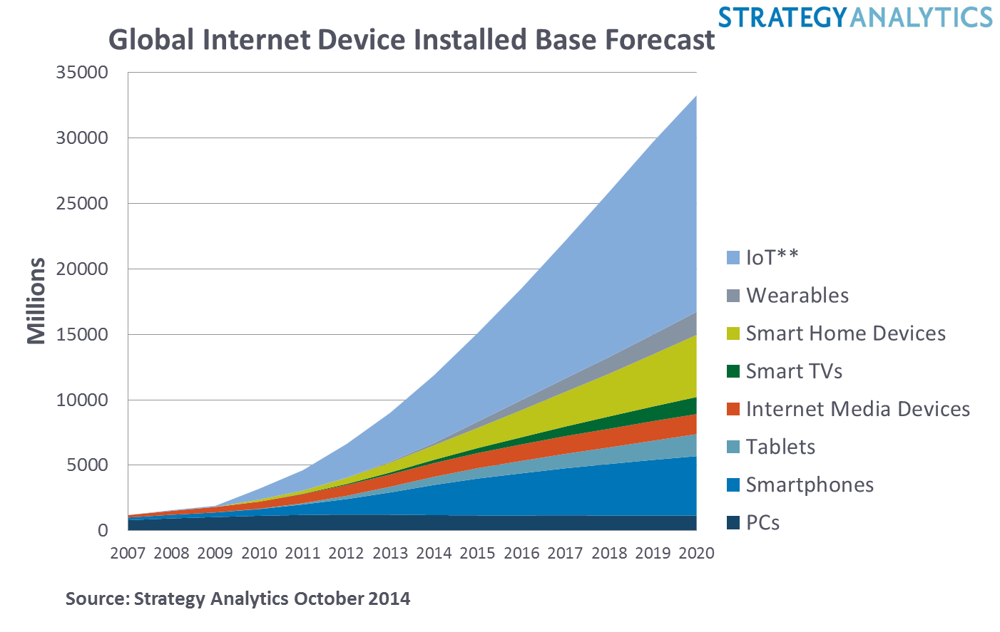 STRATEGYANALYTICS
Global Internet Device Installed Base Forecast
35000
30000
25000
20000
15000
10000
5000
0
Millions
2007 2008 2009 2010 2011 2012 2013 2014 2015 2016 2017 2018 2019 2020
IoT**
Wearables
Smart Home Devices
Smart TVs
Internet Media Devices
Tablets
Smartphones
PCs
Source: Strategy Analytics October 2014